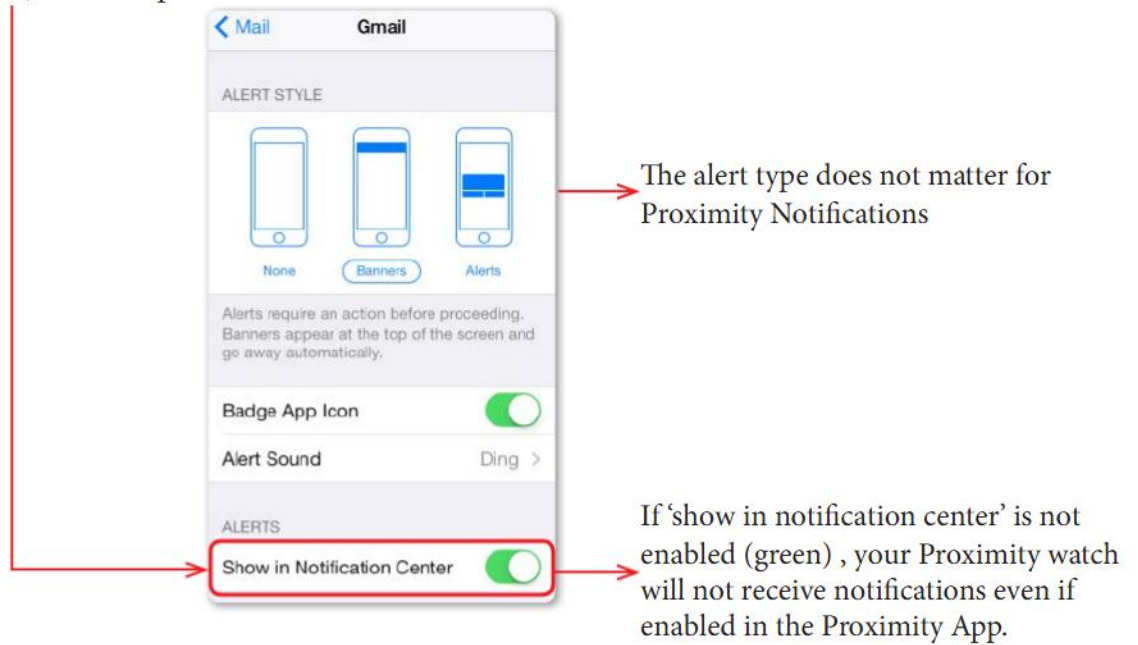 Mail Gmail
ALERT STYLE
None Banners Alerts
The alert type does not matter for
Proximity Notifications
Alerts require an action before proceeding.
Banners appear at the top of the screen and
go away automatically.
Badge App Icon
Alert Sound Ding >
ALERTS
Show in Notification Center
If ‘show in notification center’ is not
enabled (green) , your Proximity watch
will not receive notifications even if
enabled in the Proximity App.